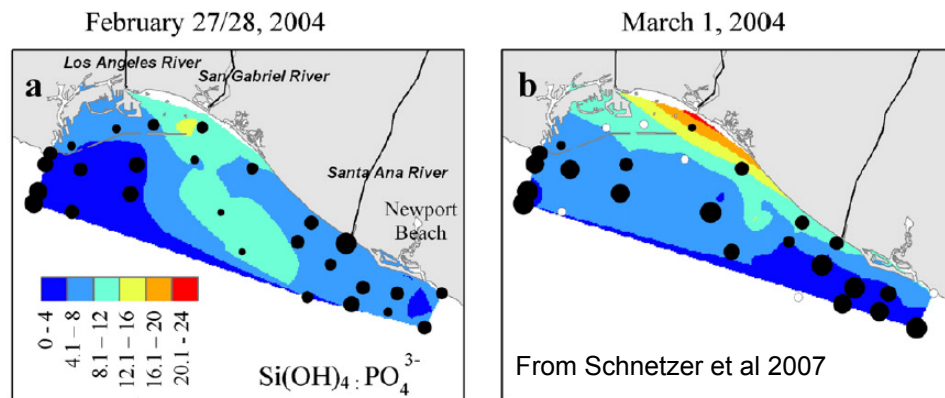 February 27/28, 2004
a
Los Angeles River
San Gabriel River
Santa Ana River
Newport
Beach
0 - 4
4.1 – 8
8.1 – 12
12.1 – 16
16.1 – 20
20.1 - 24
Si(OH)4 : PO4 3-
March 1, 2004
b
From Schnetzer et al 2007